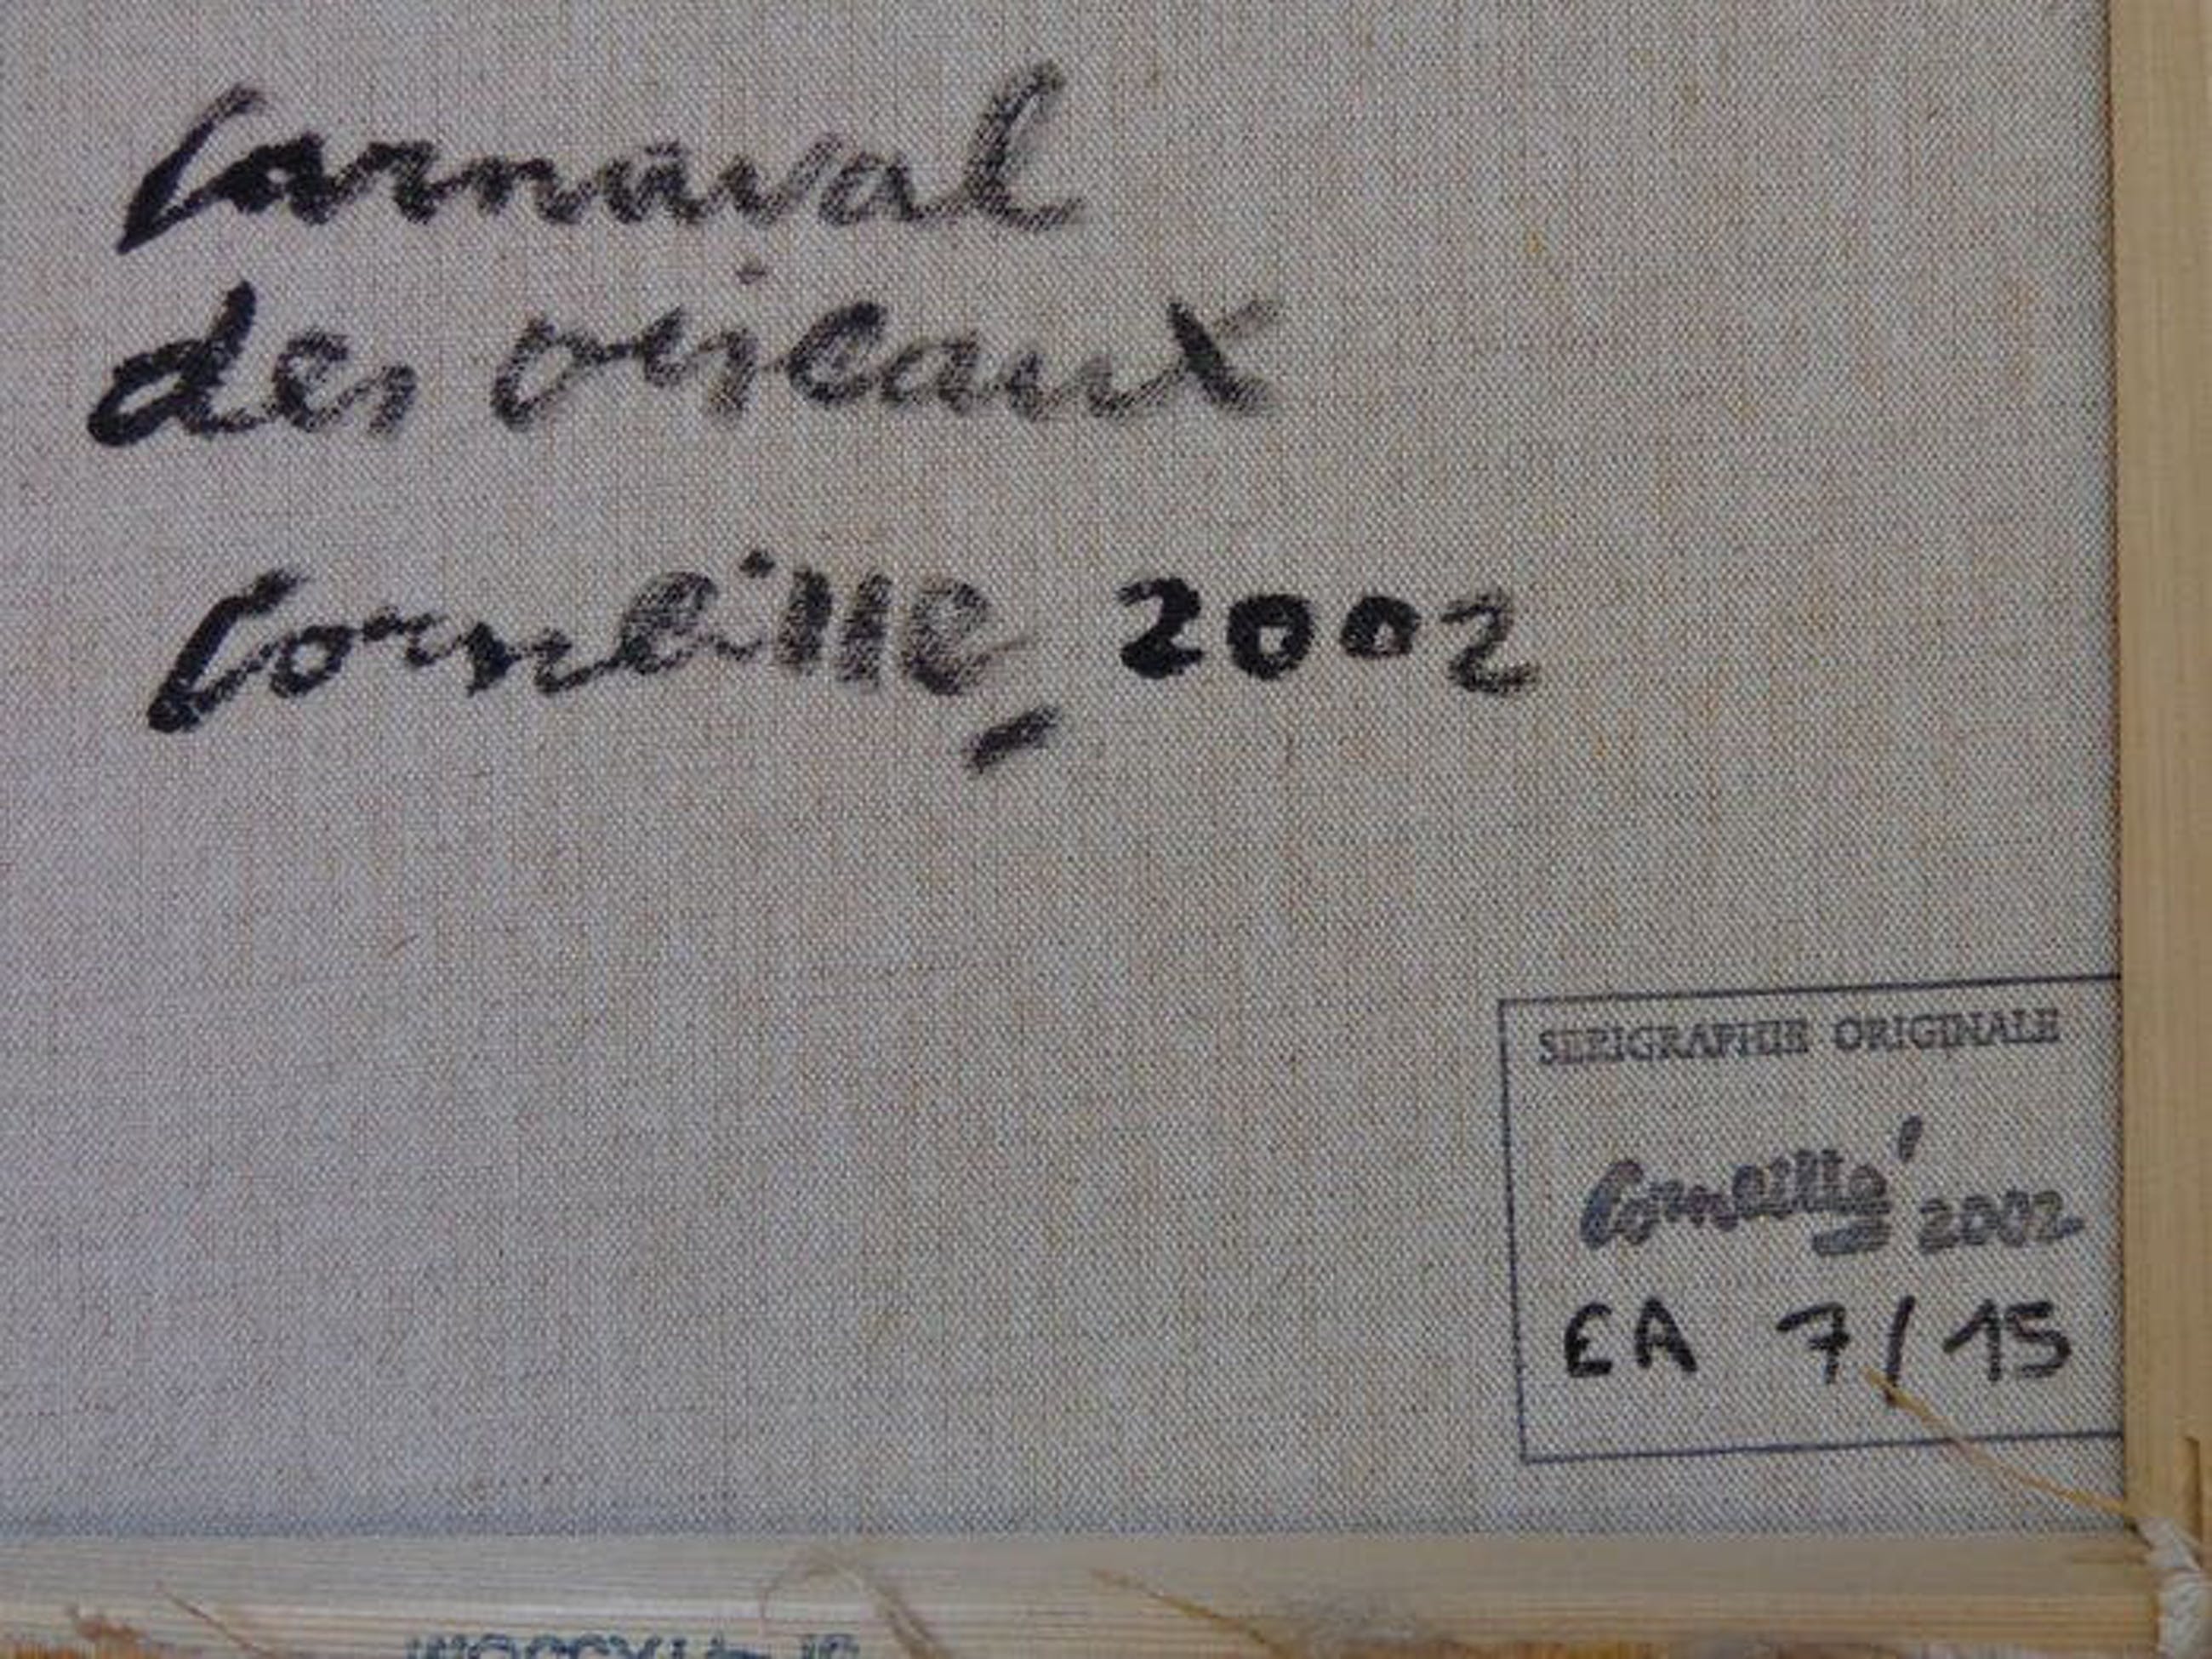 Carnaval
des oiseaux
Corneille 2002
SERIGRAPHIE ORIGINALE
Corneille' 2002
EA 7/15